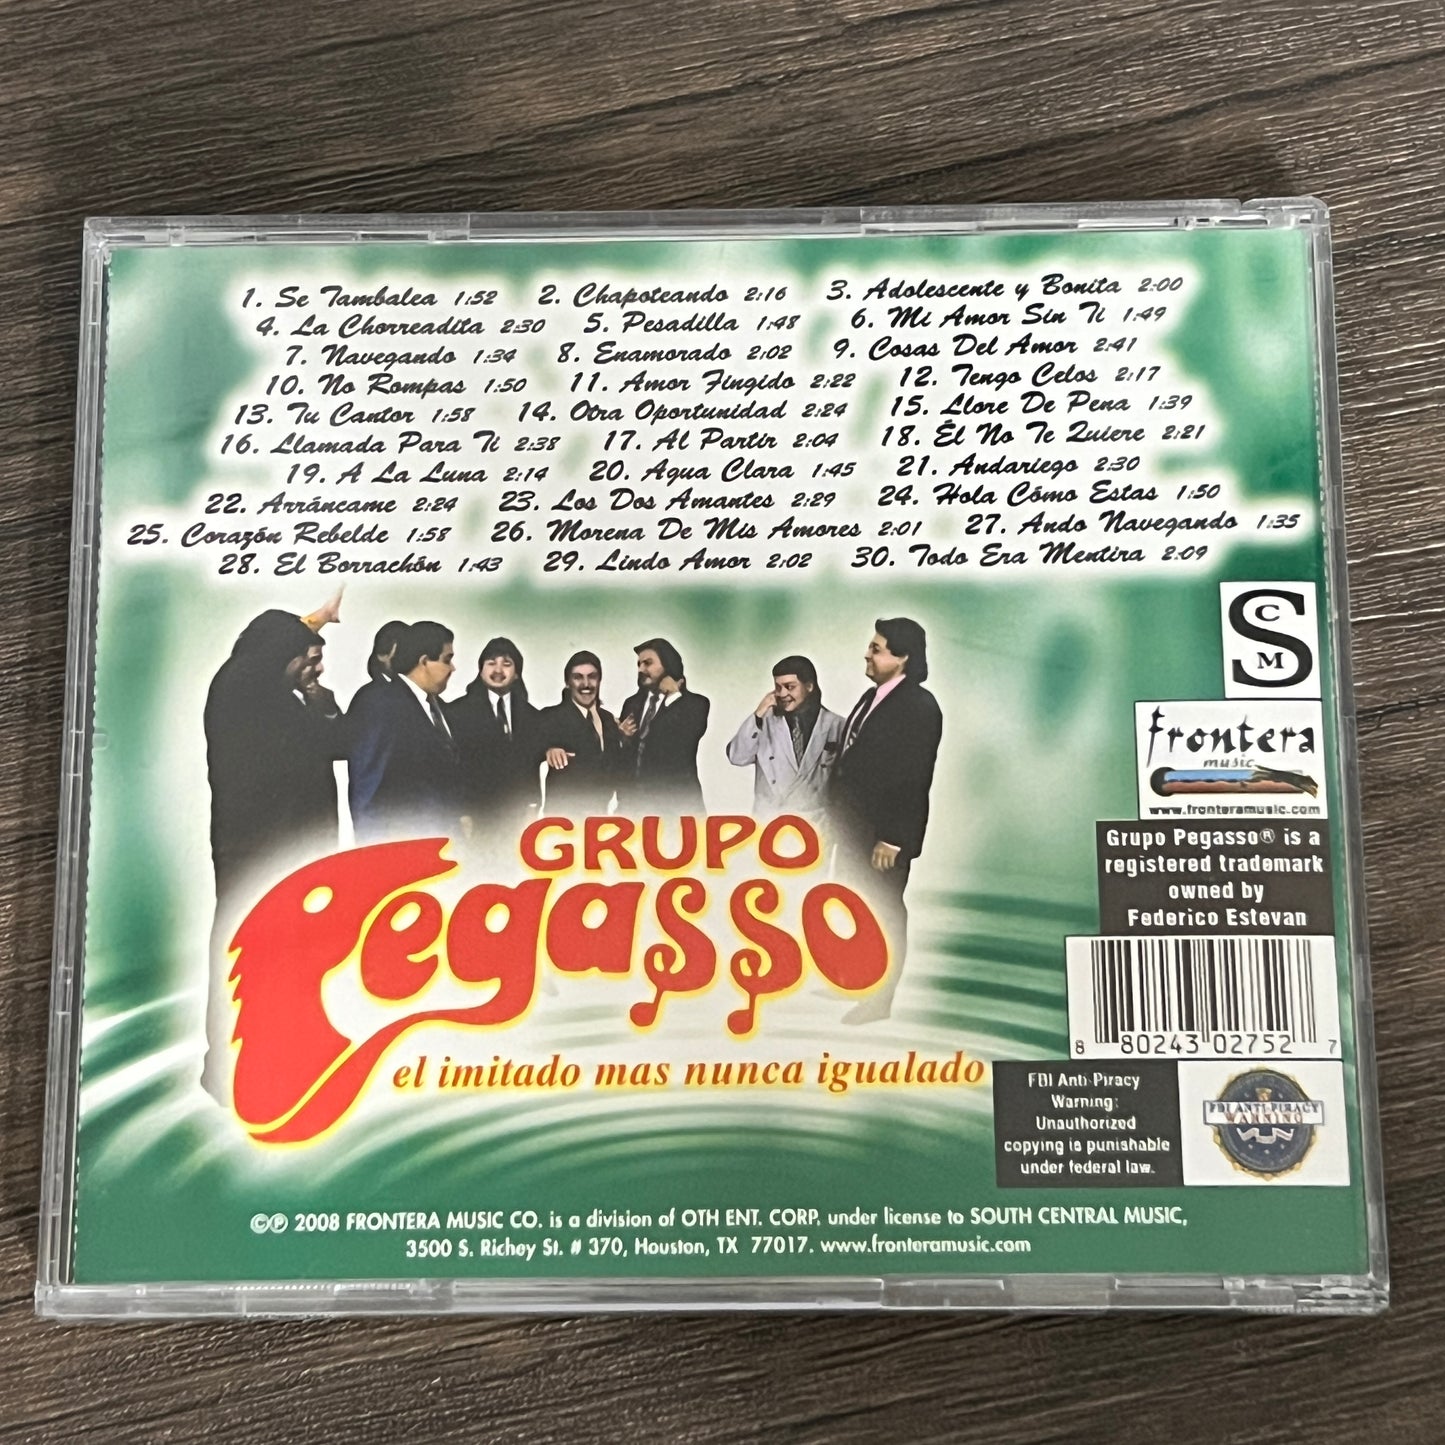 1. Se Tambalea 1:52 2. Chapoteando 2:16 3. Adolescente y Bonita 2:00
4. La Chorreadita 2:30 5. Pesadilla 1:48 6. Mi Amor Sin Ti 1:49
7. Navegando 1:34 8. Enamorado 2:02 9. Cosas Del Amor 2:41
10. No Rompas 1:50 11. Amor Fingido 2:22 12. Tengo Celos 2:17
13. Tu Cantor 1:58 14. Otra Oportunidad 2:24 15. Llore De Pena 1:39
16. Llamada Para Ti 2:38 17. Al Partir 2:04 18. Él No Te Quiere 2:21
19. A La Luna 2:14 20. Agua Clara 1:45 21. Andariego 2:30
22. Arráncame 2:24 23. Los Dos Amantes 2:29 24. Hola Cómo Estas 1:50
25. Corazón Rebelde 1:58 26. Morena De Mis Amores 2:01 27. Ando Navegando 1:35
28. El Borrachón 1:43 29. Lindo Amor 2:02 30. Todo Era Mentira 2:09
SCM
frontera
music
www.fronteramusic.com
GRUPO
Pegasso
el imitado mas nunca igualado
Grupo Pegasso® is a
registered trademark
owned by
Federico Estevan
8 80243 02752 7
FBI Anti-Piracy
Warning:
Unauthorized
copying is punishable
under federal law.
FBI ANTI-PIRACY
WARNING
©℗ 2008 FRONTERA MUSIC CO. is a division of OTH ENT. CORP. under license to SOUTH CENTRAL MUSIC,
3500 S. Richey St. # 370, Houston, TX 77017. www.fronteramusic.com